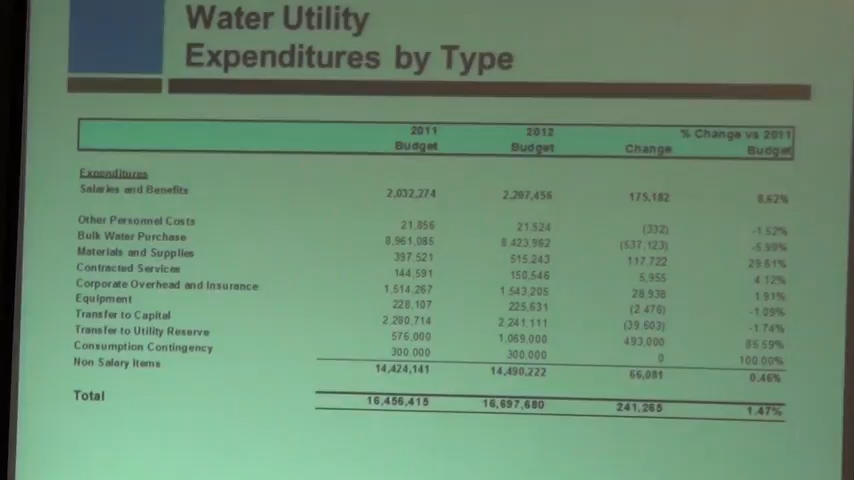 Water Utility
Expenditures by Type
2011 Budget 2012 Budget Change % Change vs 2011 Budget
Expenditures
Salaries and Benefits 2,032,274 2,207,456 175,182 8.62%
Other Personnel Costs 21,856 21,524 (332) -1.52%
Bulk Water Purchase 8,961,085 8,423,962 (537,123) -5.99%
Materials and Supplies 397,521 515,243 117,722 29.61%
Contracted Services 144,591 150,546 5,955 4.12%
Corporate Overhead and Insurance 1,514,267 1,543,205 28,938 1.91%
Equipment 228,107 225,631 (2,476) -1.09%
Transfer to Capital 2,280,714 2,241,111 (39,603) -1.74%
Transfer to Utility Reserve 576,000 1,069,000 493,000 85.59%
Consumption Contingency 300,000 300,000 0 100.00%
Non Salary Items 14,424,141 14,490,222 66,081 0.46%
Total 16,456,415 16,697,680 241,265 1.47%